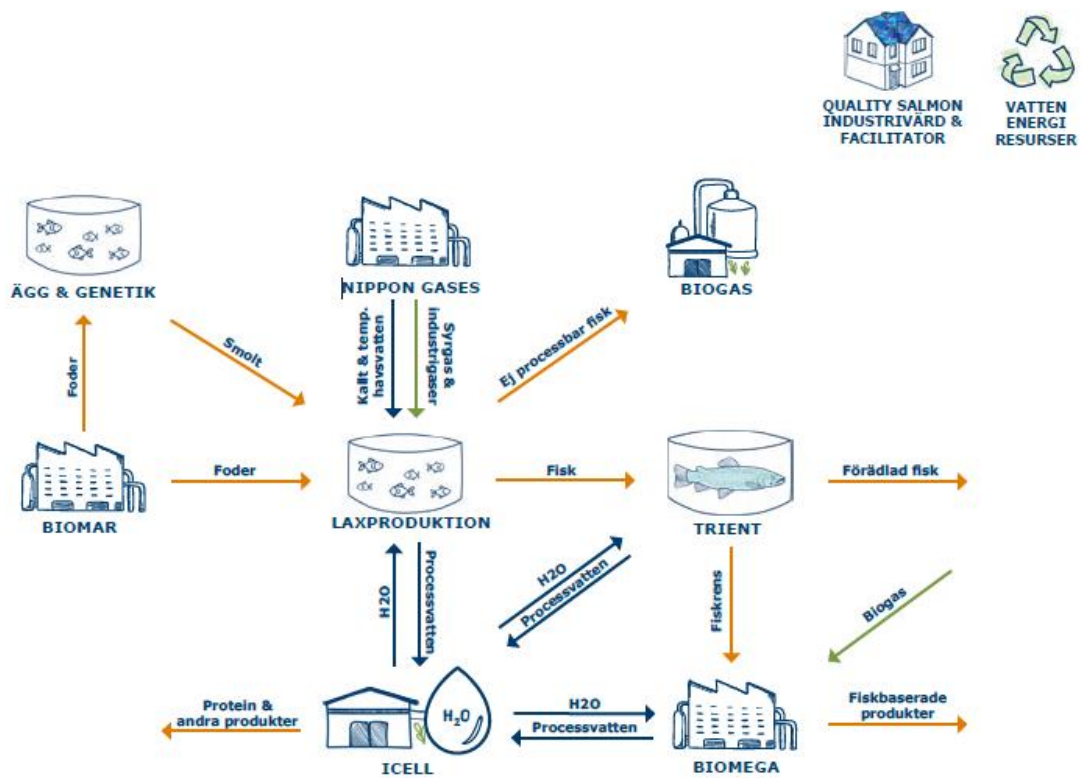 QUALITY SALMON
INDUSTRIVÄRD &
FACILITATOR
VATTEN
ENERGI
RESURSER
ÄGG & GENETIK
NIPPON GASES
BIOGAS
Smolt
Kallt & temp.
havsvatten
Syrgas &
industrigaser
Ej processbar fisk
Foder
Foder
Fisk
Förädlad fisk
BIOMAR
LAXPRODUKTION
TRIENT
H2O
Processvatten
H2O
Processvatten
Fiskrens
Biogas
Protein &
andra produkter
H2O
H2O
Processvatten
Fiskbaserade
produkter
ICELL
BIOMEGA